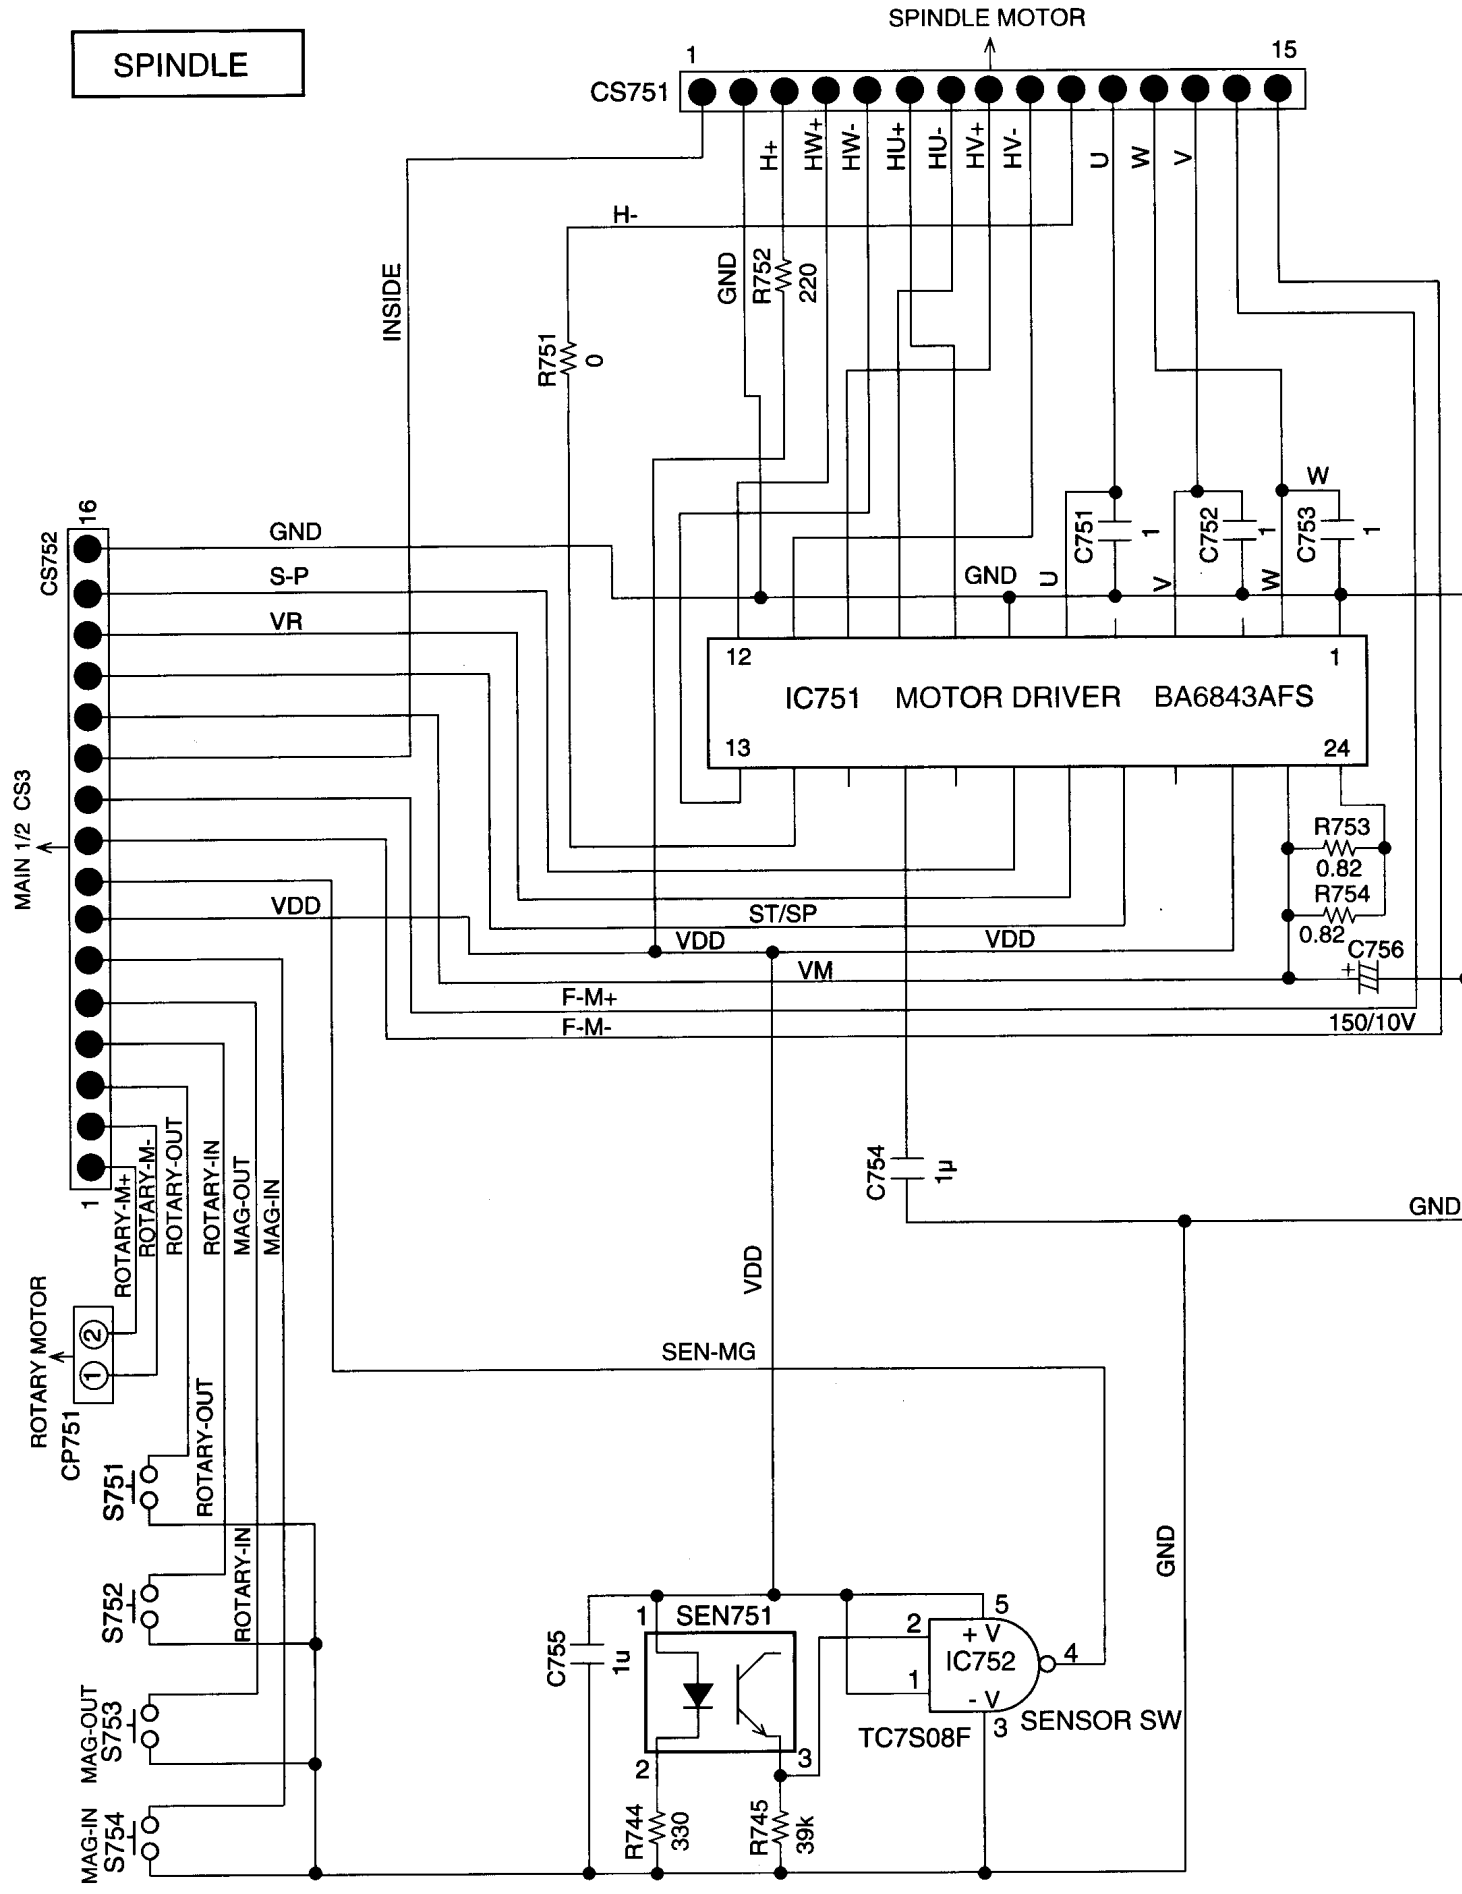 SPINDLE MOTOR
SPINDLE
1
15
CS751
H+
HW+
HW-
HU+
HU-
HV+
HV-
U
W
V
H-
INSIDE
GND
R752
220
R751
0
W
C751
1
C752
1
C753
1
16
CS752
GND
S-P
VR
GND
U
V
W
12
1
IC751 MOTOR DRIVER BA6843AFS
13
24
MAIN 1/2 CS3
R753
0.82
R754
0.82
VDD
ST/SP
VDD
VDD
C756
+
VM
F-M+
F-M-
150/10V
1
ROTARY-M+
ROTARY-M-
ROTARY-OUT
ROTARY-IN
MAG-OUT
MAG-IN
C754
1µ
GND
VDD
ROTARY MOTOR
2
1
CP751
SEN-MG
ROTARY-OUT
S751
ROTARY-IN
S752
GND
1
SEN751
C755
1u
2
5
+ V
IC752
4
1
- V
3
SENSOR SW
TC7S08F
MAG-OUT
S753
2
3
R744
330
R745
39k
MAG-IN
S754